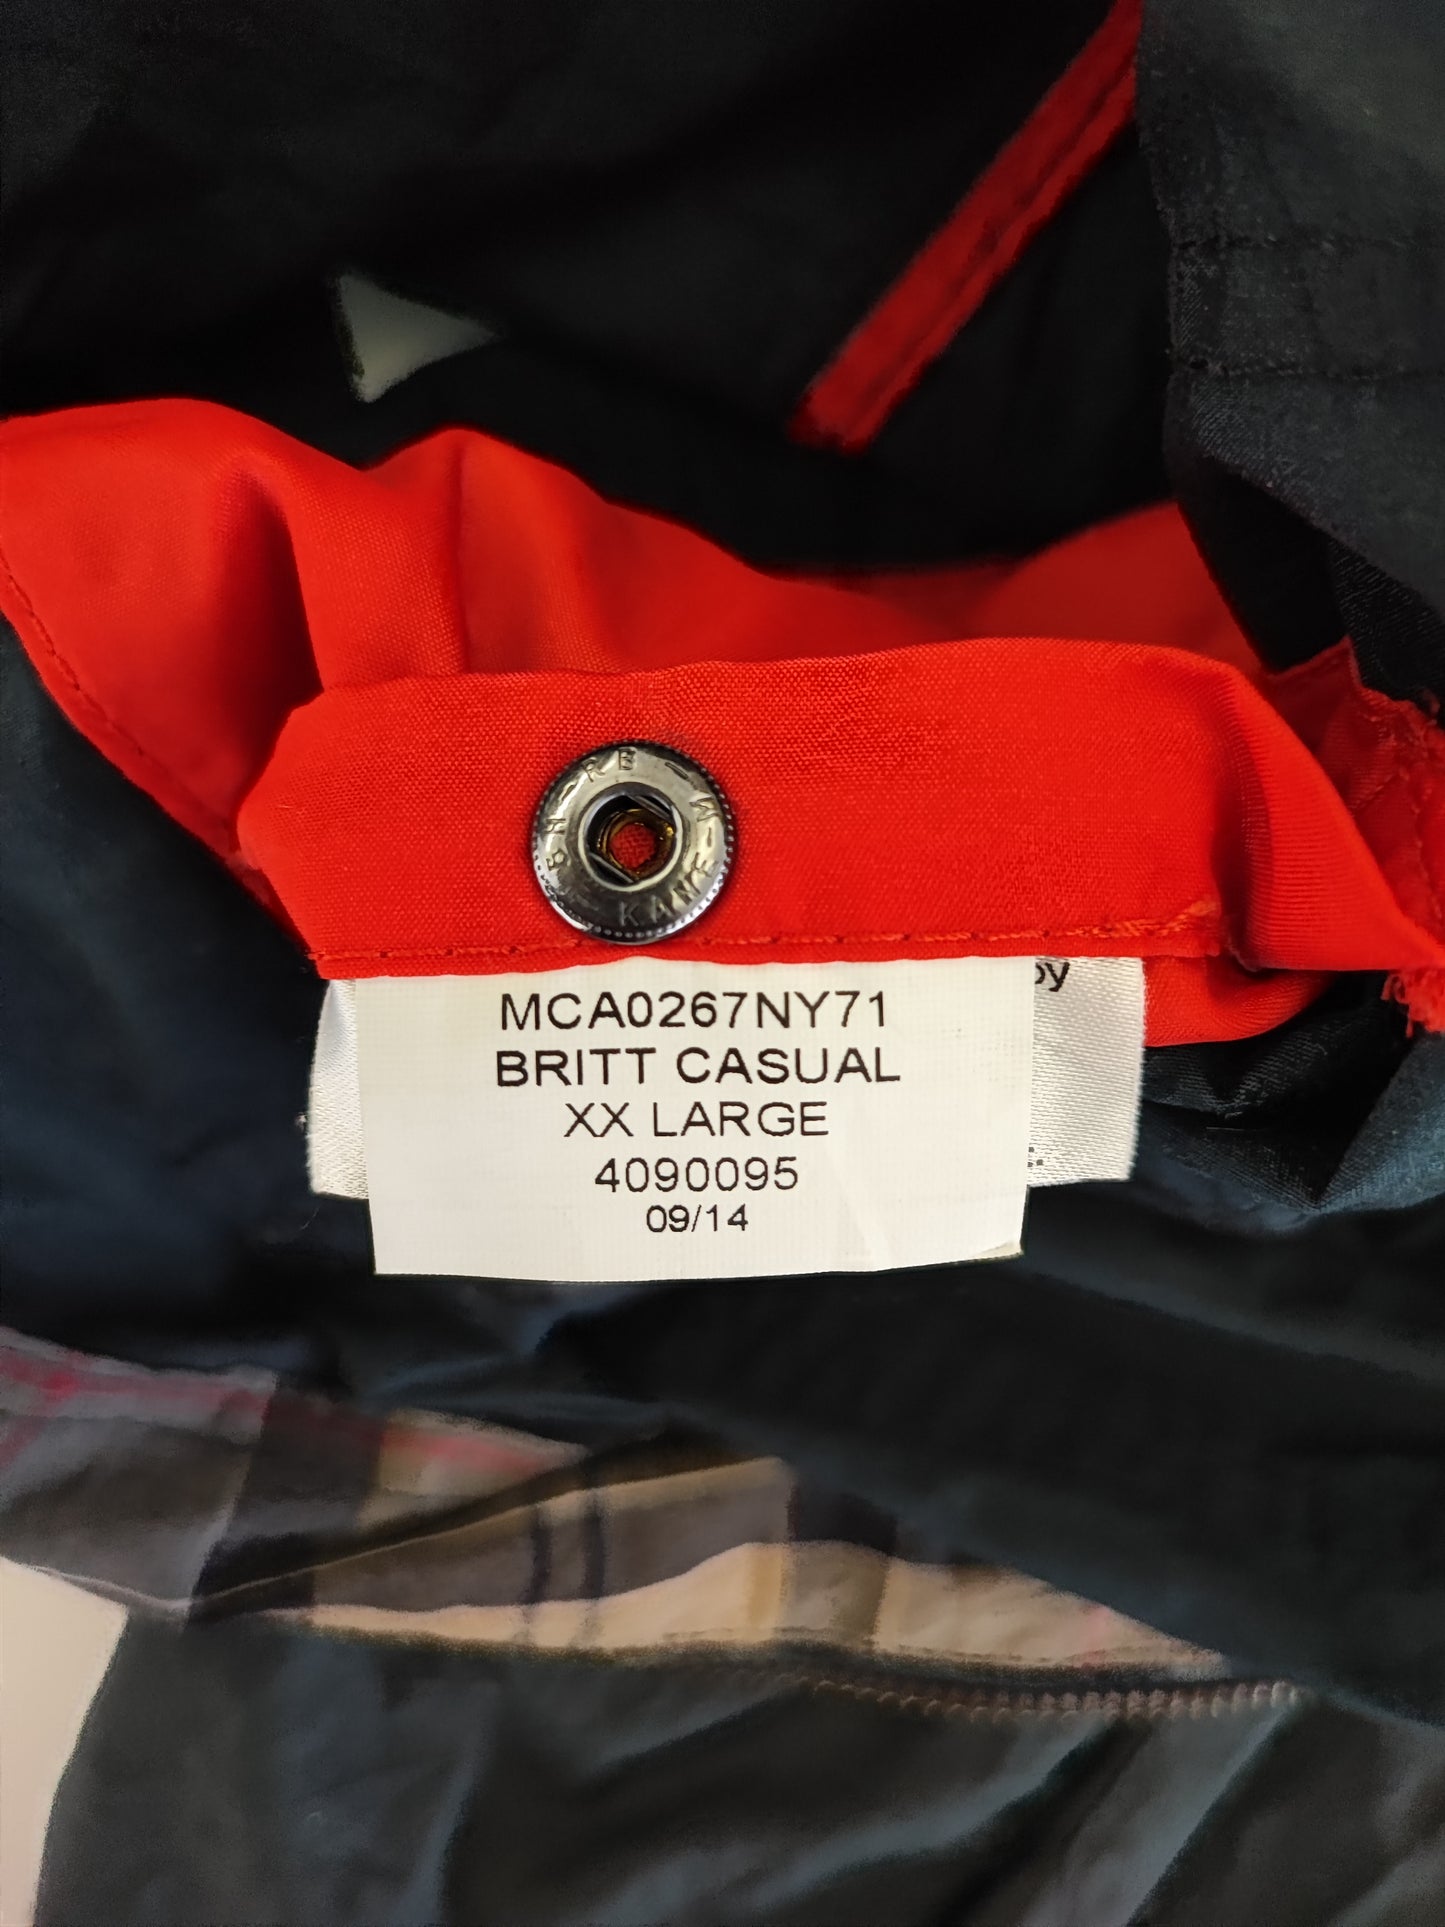 MCA0267NY71
BRITT CASUAL
XX LARGE
4090095
09/14